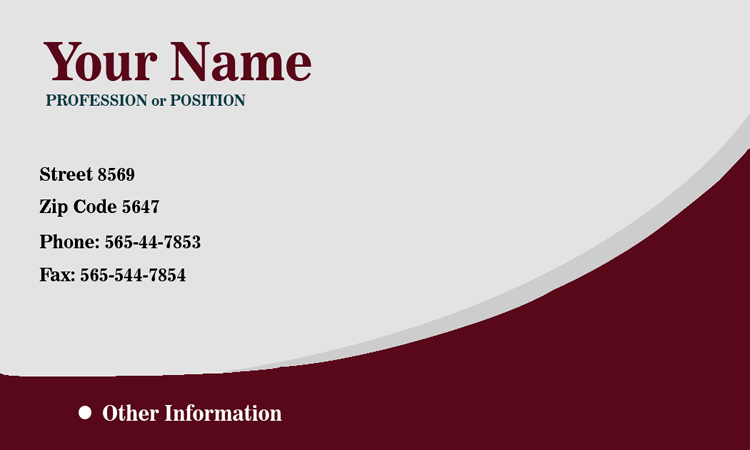 Your Name
PROFESSION or POSITION
Street 8569
Zip Code 5647
Phone: 565-44-7853
Fax: 565-544-7854
Other Information